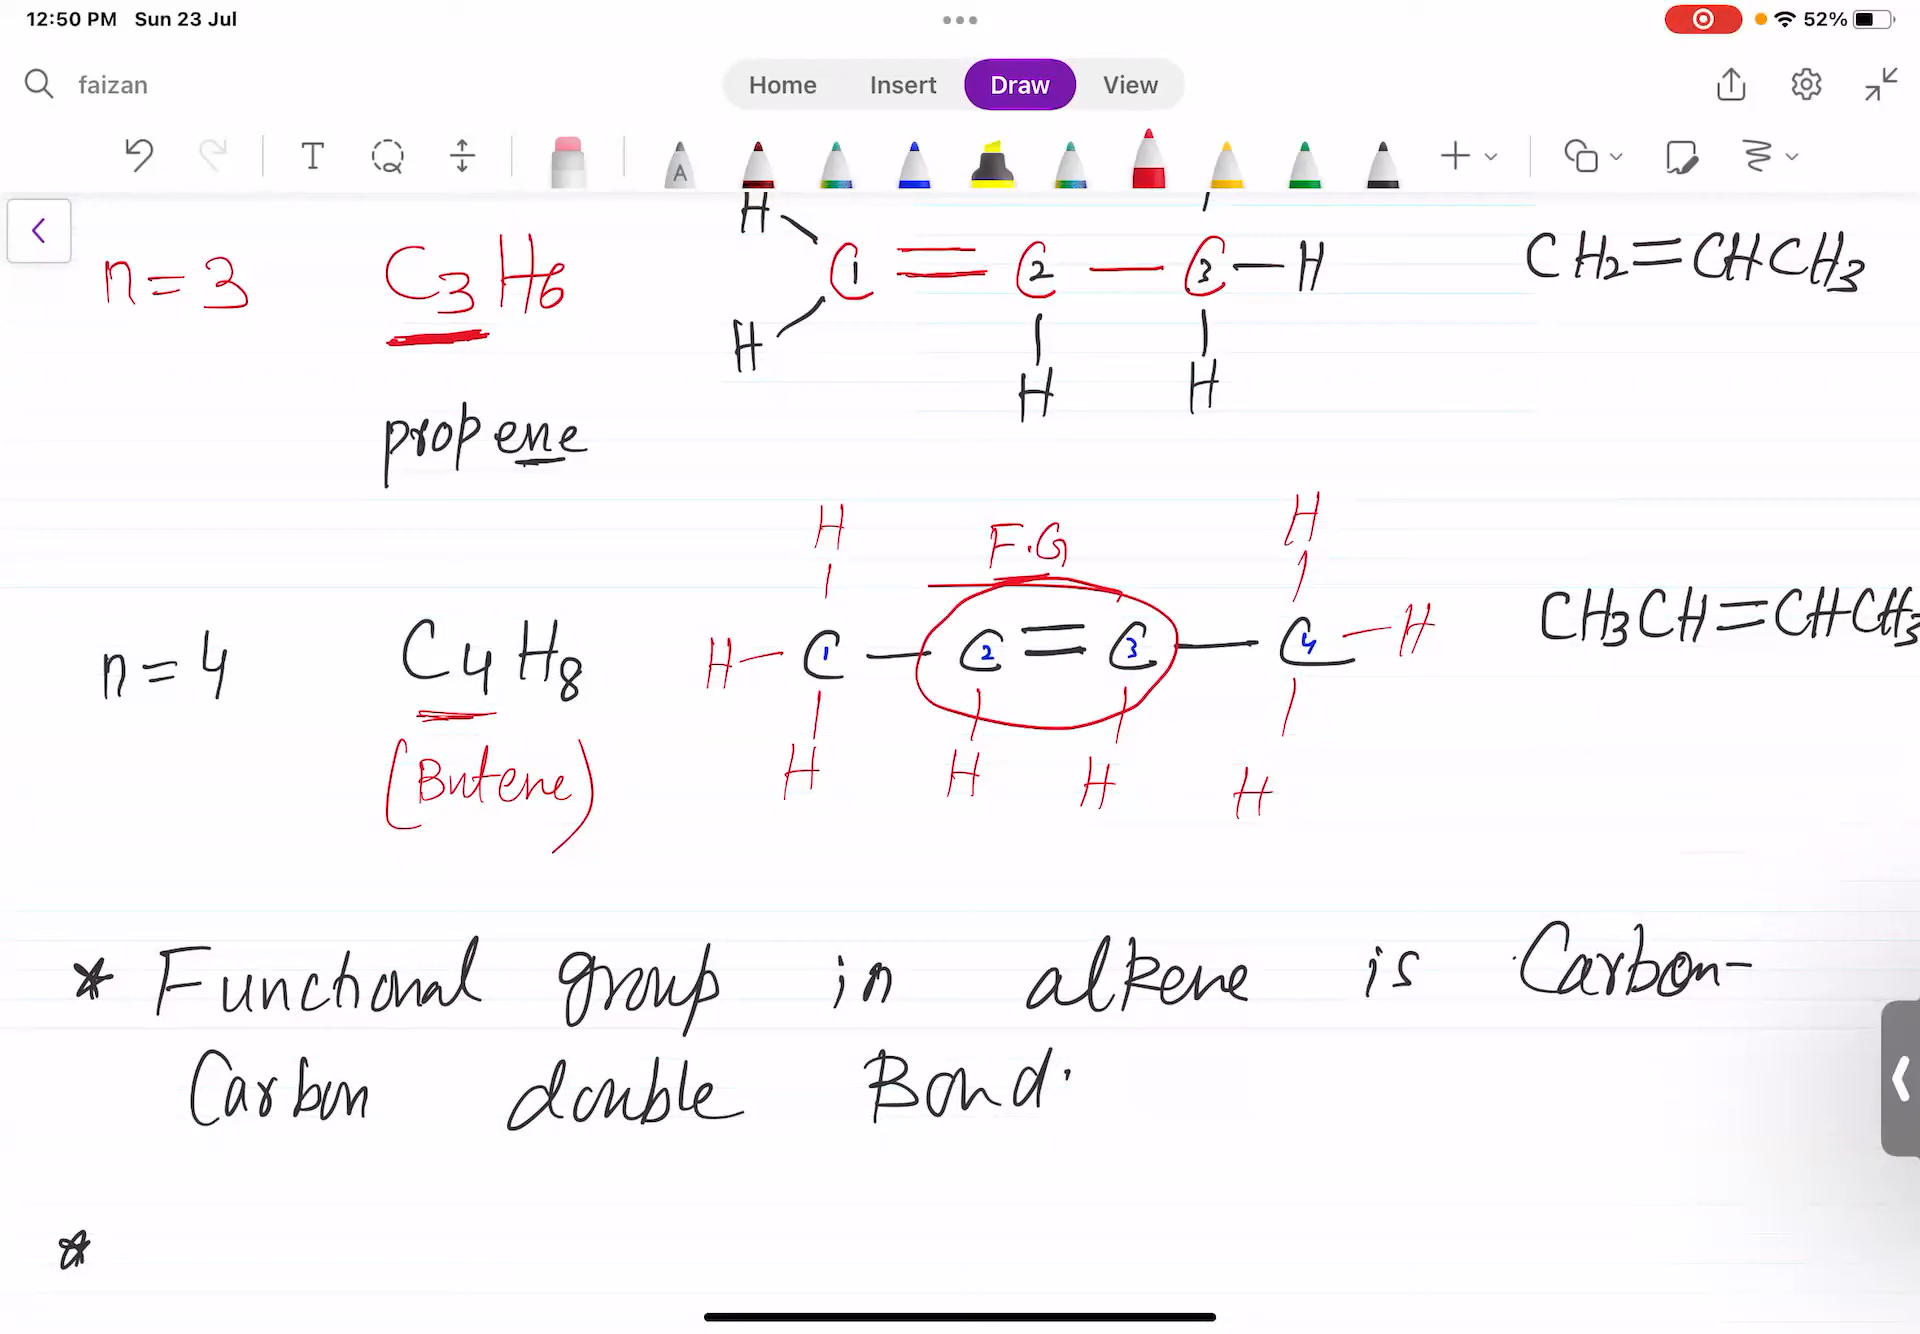 12:50 PM Sun 23 Jul
52%
faizan
Home Insert Draw View
A
H
n=3 C3H6 C1 = C2 — C3 — H CH2=CHCH3
H H H
propene
H F.G H
n=4 C4H8 H — C1 — C2 = C3 — C4 — H CH3CH=CHCH3
(Butene) H H H H
* Functional group in alkene is Carbon-
Carbon double Bond.
*